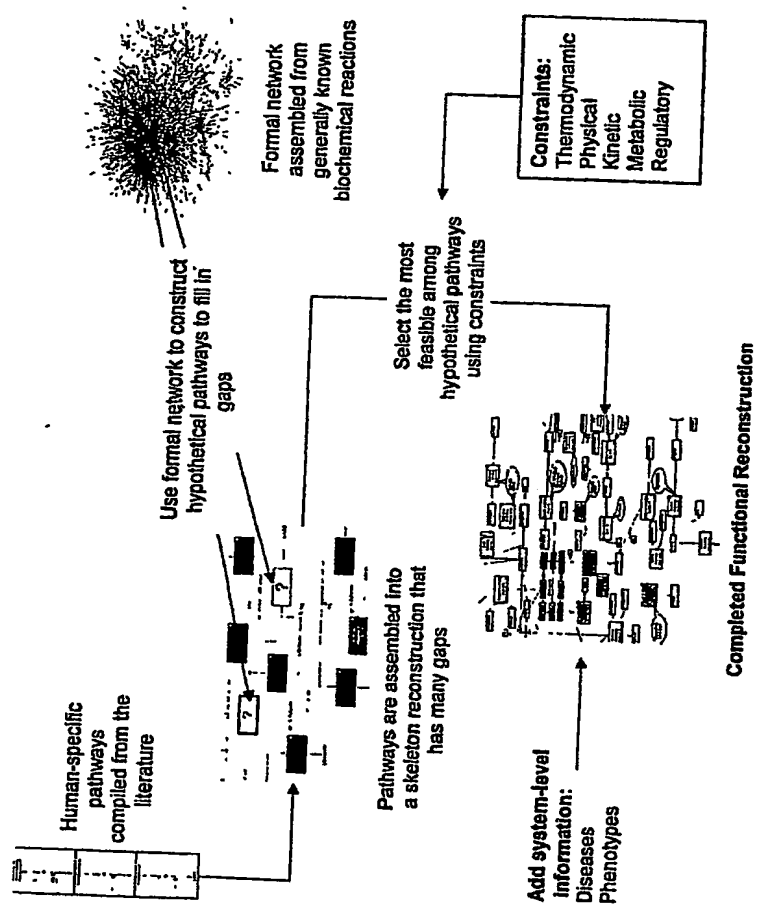 Human-specific
pathways
compiled from the
literature
Use formal network to construct
hypothetical pathways to fill in
gaps
Formal network
assembled from
generally known
biochemical reactions
?
?
Pathways are assembled into
a skeleton reconstruction that
has many gaps
Select the most
feasible among
hypothetical pathways
using constraints
Constraints:
Thermodynamic
Physical
Kinetic
Metabolic
Regulatory
Add system-level
information:
Diseases
Phenotypes
Completed Functional Reconstruction